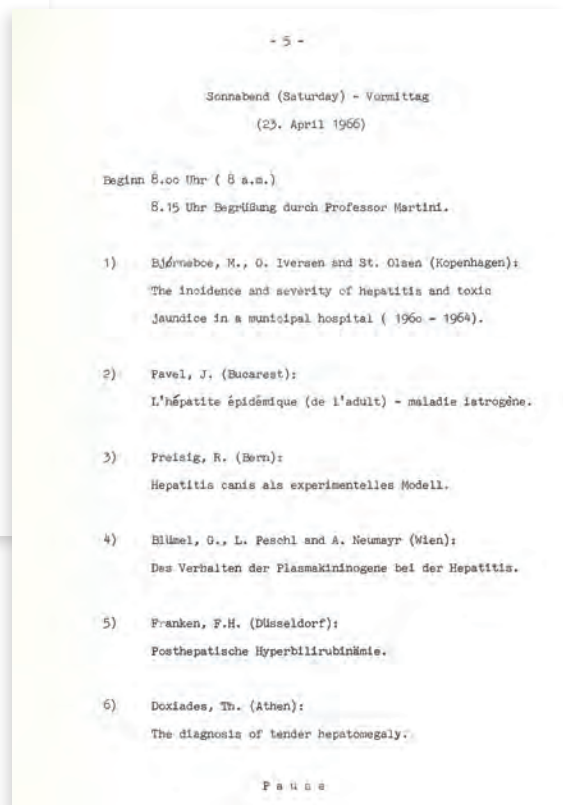 - 5 -
Sonnabend (Saturday) - Vormittag
(23. April 1966)
Beginn 8.oo Uhr ( 8 a.m.)
8.15 Uhr Begrüßung durch Professor Martini.
1) Bjørneboe, M., O. Iversen and St. Olsen (Kopenhagen):
The incidence and severity of hepatitis and toxic
jaundice in a municipal hospital ( 196o - 1964).
2) Pavel, J. (Bucarest):
L'hépatite épidémique (de l'adult) - maladie iatrogène.
3) Preisig, R. (Bern):
Hepatitis canis als experimentelles Modell.
4) Blümel, G., L. Peschl and A. Neumayr (Wien):
Das Verhalten der Plasmakininogene bei der Hepatitis.
5) Franken, F.H. (Düsseldorf):
Posthepatische Hyperbilirubinämie.
6) Doxiades, Th. (Athen):
The diagnosis of tender hepatomegaly.
P a u s e